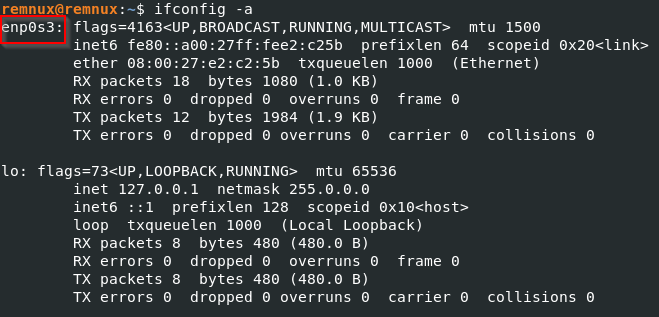 remnux@remnux:~$ ifconfig -a
enp0s3: flags=4163<UP,BROADCAST,RUNNING,MULTICAST>  mtu 1500
        inet6 fe80::a00:27ff:fee2:c25b  prefixlen 64  scopeid 0x20<link>
        ether 08:00:27:e2:c2:5b  txqueuelen 1000  (Ethernet)
        RX packets 18  bytes 1080 (1.0 KB)
        RX errors 0  dropped 0  overruns 0  frame 0
        TX packets 12  bytes 1984 (1.9 KB)
        TX errors 0  dropped 0 overruns 0  carrier 0  collisions 0

lo: flags=73<UP,LOOPBACK,RUNNING>  mtu 65536
        inet 127.0.0.1  netmask 255.0.0.0
        inet6 ::1  prefixlen 128  scopeid 0x10<host>
        loop  txqueuelen 1000  (Local Loopback)
        RX packets 8  bytes 480 (480.0 B)
        RX errors 0  dropped 0  overruns 0  frame 0
        TX packets 8  bytes 480 (480.0 B)
        TX errors 0  dropped 0 overruns 0  carrier 0  collisions 0